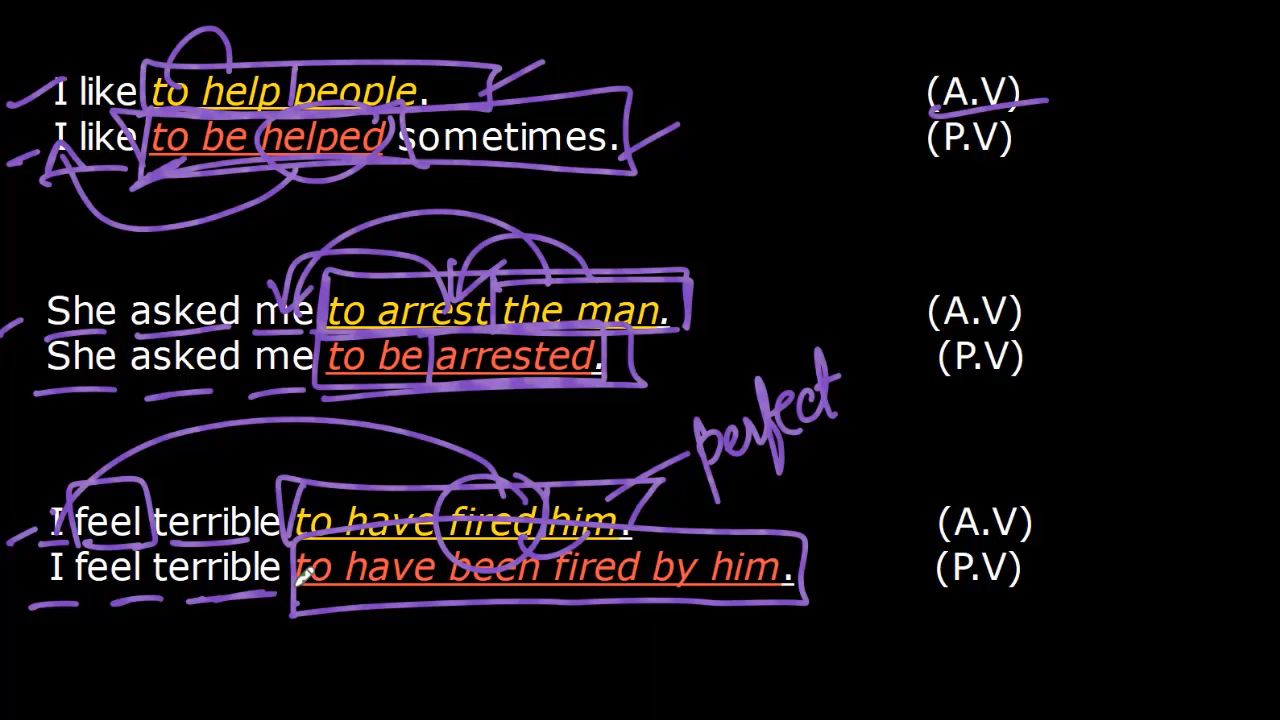 I like to help people. (A.V)
I like to be helped sometimes. (P.V)
She asked me to arrest the man. (A.V)
She asked me to be arrested. (P.V)
perfect
I feel terrible to have fired him. (A.V)
I feel terrible to have been fired by him. (P.V)